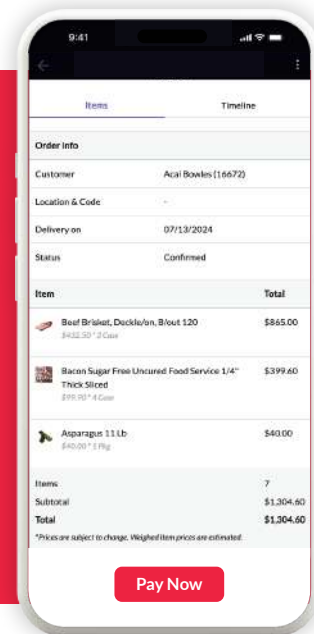 9:41
Items Timeline
Order Info
Customer Acai Bowles (16672)
Location & Code -
Delivery on 07/13/2024
Status Confirmed
Item Total
Beef Brisket, Deckle/on, B/out 120 $865.00
$432.50 * 2 Case
Bacon Sugar Free Uncured Food Service 1/4" $399.60
Thick Sliced
$99.90 * 4 Case
Asparagus 11 Lb $40.00
$40.00 * 1 Pkg
Items 7
Subtotal $1,304.60
Total $1,304.60
*Prices are subject to change. Weighed item prices are estimated.
Pay Now